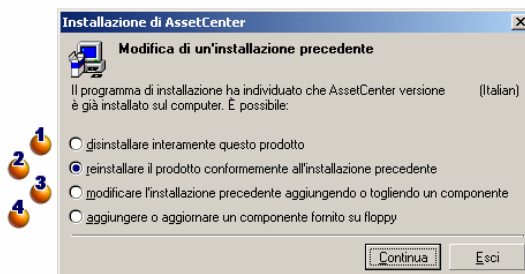 Installazione di AssetCenter
Modifica di un'installazione precedente
Il programma di installazione ha individuato che AssetCenter versione (Italian)
è già installato sul computer. È possibile:
1 disinstallare interamente questo prodotto
2 reinstallare il prodotto conformemente all'installazione precedente
3 modificare l'installazione precedente aggiungendo o togliendo un componente
4 aggiungere o aggiornare un componente fornito su floppy
Continua Esci